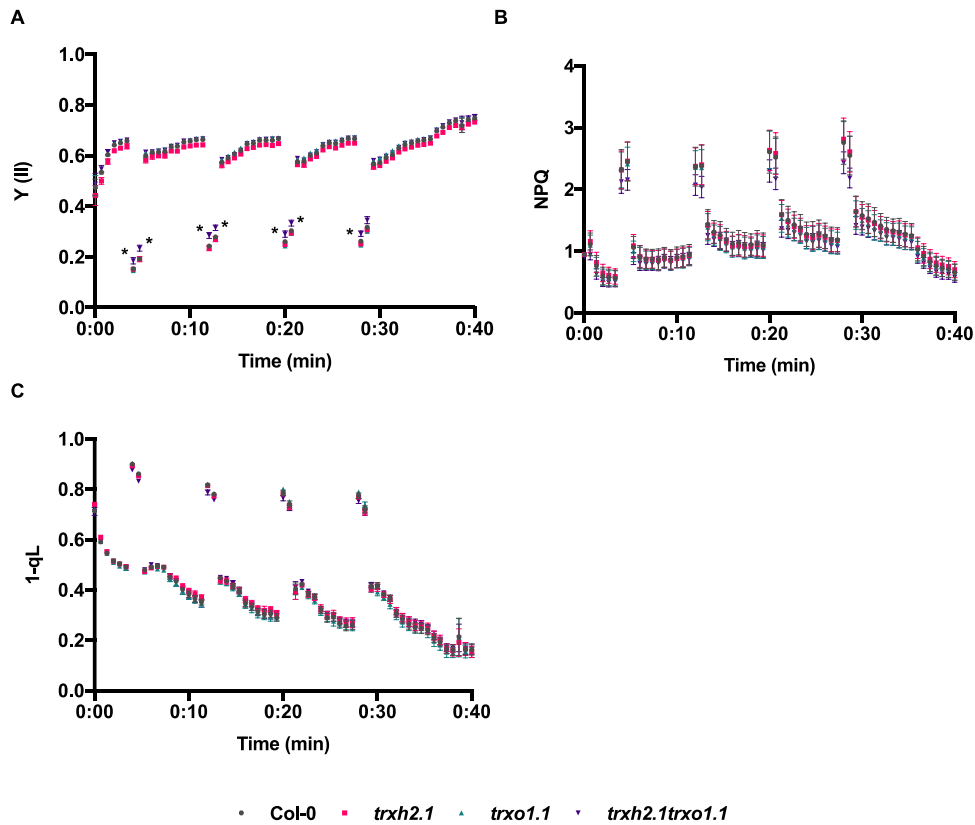 A
Y (II)
1.0
0.8
0.6
0.4
0.2
0.0
* * * * * * *
0:00 0:10 0:20 0:30 0:40
Time (min)
B
NPQ
4
3
2
1
0
0:00 0:10 0:20 0:30 0:40
Time (min)
C
1-qL
1.0
0.8
0.6
0.4
0.2
0.0
0:00 0:10 0:20 0:30 0:40
Time (min)
Col-0 trxh2.1 trxo1.1 trxh2.1trxo1.1